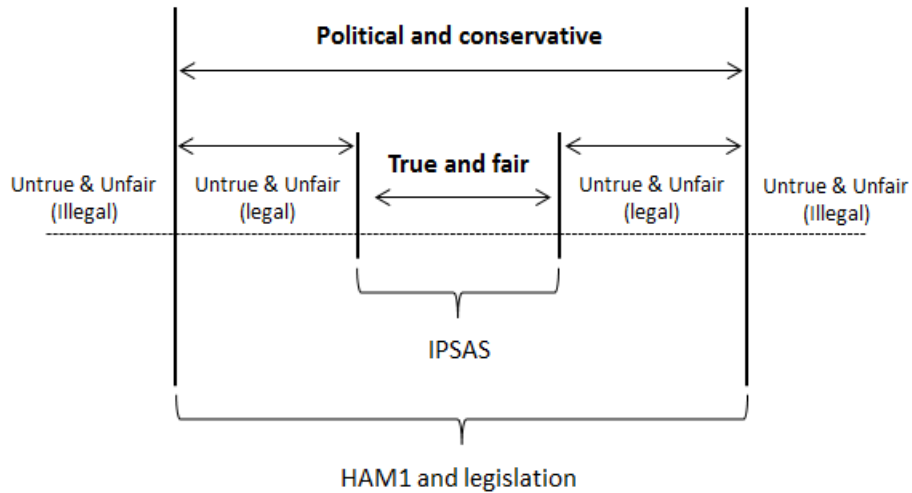 Political and conservative
True and fair
Untrue & Unfair
(Illegal)
Untrue & Unfair
(legal)
Untrue & Unfair
(legal)
Untrue & Unfair
(Illegal)
IPSAS
HAM1 and legislation